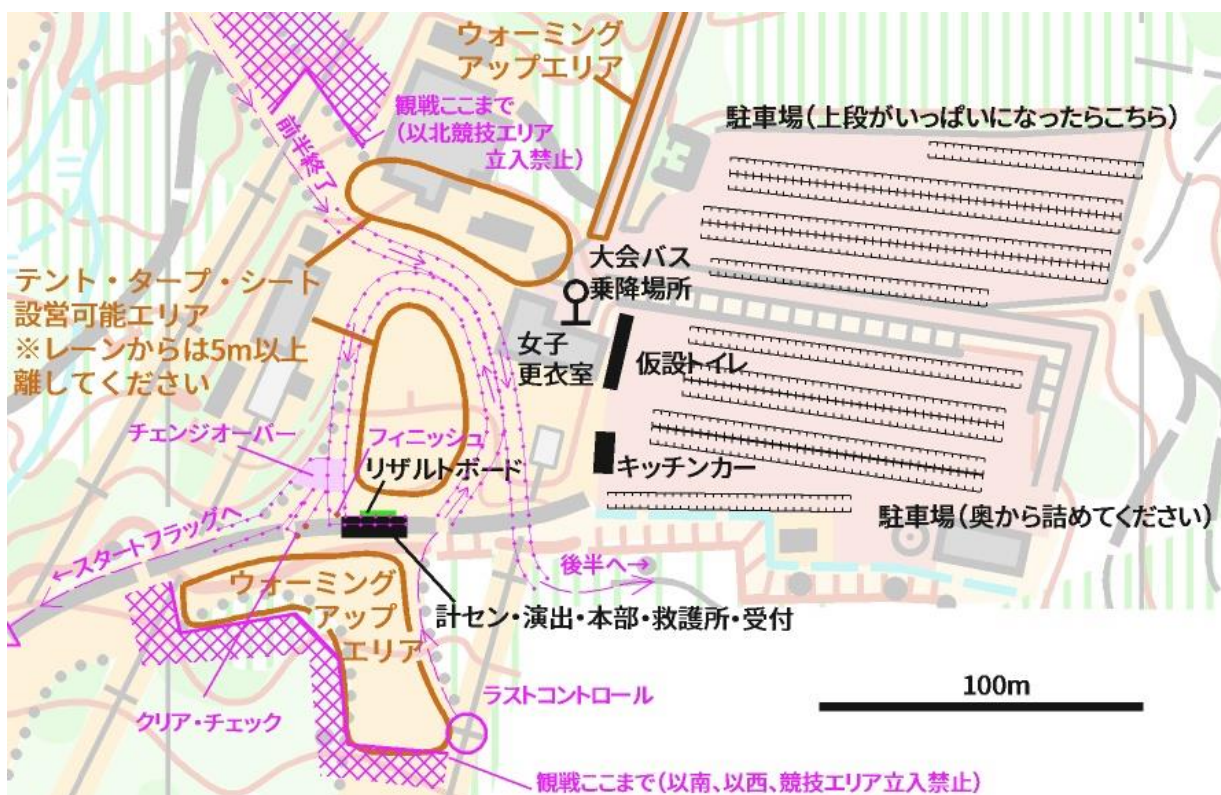 ウォーミング
アップエリア
観戦ここまで
(以北競技エリア
立入禁止)
前半終了
駐車場(上段がいっぱいになったらこちら)
テント・タープ・シート
設営可能エリア
※レーンからは5m以上
離してください
大会バス
乗降場所
女子
更衣室
仮設トイレ
チェンジオーバー
フィニッシュ
リザルトボード
キッチンカー
駐車場(奥から詰めてください)
←スタートフラッグへ
後半へ→
ウォーミング
アップ
エリア
計セン・演出・本部・救護所・受付
クリア・チェック
ラストコントロール
100m
観戦ここまで(以南、以西、競技エリア立入禁止)